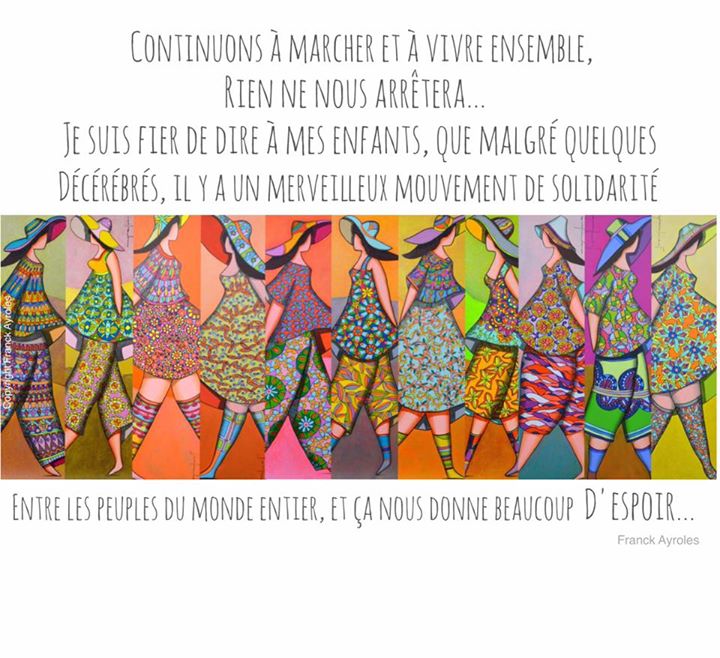 CONTINUONS À MARCHER ET À VIVRE ENSEMBLE,
RIEN NE NOUS ARRÊTERA...
JE SUIS FIER DE DIRE À MES ENFANTS, QUE MALGRÉ QUELQUES
DÉCÉRÉBRÉS, IL Y A UN MERVEILLEUX MOUVEMENT DE SOLIDARITÉ
Copyright Franck Ayroles
ENTRE LES PEUPLES DU MONDE ENTIER, ET ÇA NOUS DONNE BEAUCOUP D'ESPOIR...
Franck Ayroles